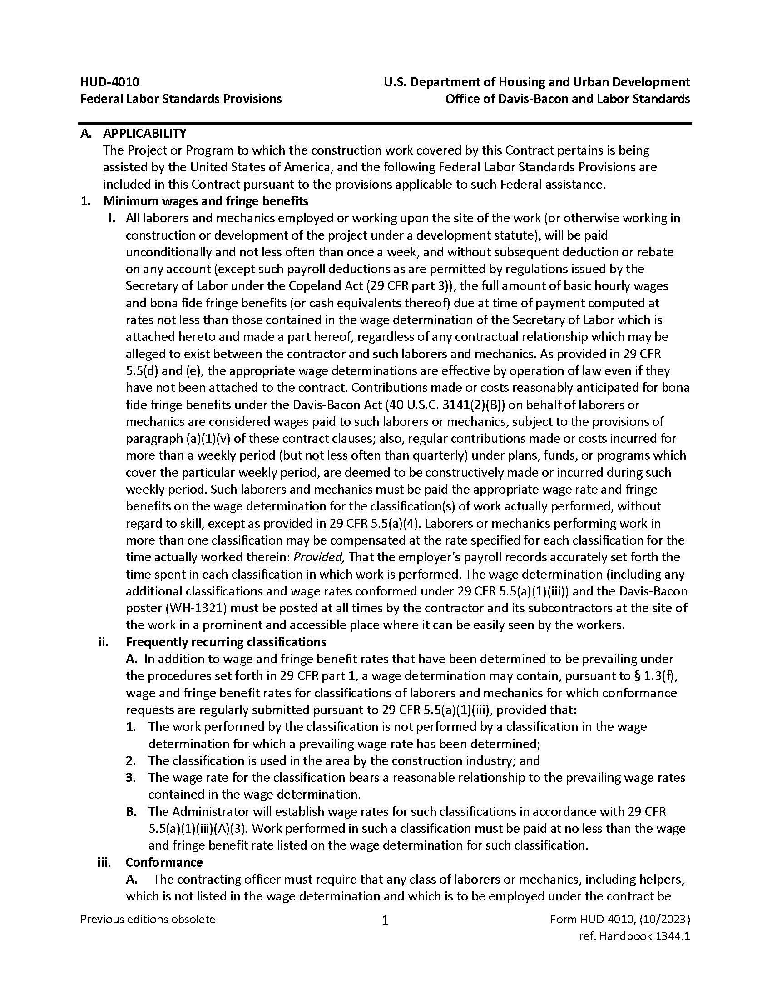 HUD-4010 U.S. Department of Housing and Urban Development
Federal Labor Standards Provisions Office of Davis-Bacon and Labor Standards
A. APPLICABILITY
The Project or Program to which the construction work covered by this Contract pertains is being
assisted by the United States of America, and the following Federal Labor Standards Provisions are
included in this Contract pursuant to the provisions applicable to such Federal assistance.
1. Minimum wages and fringe benefits
i. All laborers and mechanics employed or working upon the site of the work (or otherwise working in
construction or development of the project under a development statute), will be paid
unconditionally and not less often than once a week, and without subsequent deduction or rebate
on any account (except such payroll deductions as are permitted by regulations issued by the
Secretary of Labor under the Copeland Act (29 CFR part 3)), the full amount of basic hourly wages
and bona fide fringe benefits (or cash equivalents thereof) due at time of payment computed at
rates not less than those contained in the wage determination of the Secretary of Labor which is
attached hereto and made a part hereof, regardless of any contractual relationship which may be
alleged to exist between the contractor and such laborers and mechanics. As provided in 29 CFR
5.5(d) and (e), the appropriate wage determinations are effective by operation of law even if they
have not been attached to the contract. Contributions made or costs reasonably anticipated for bona
fide fringe benefits under the Davis-Bacon Act (40 U.S.C. 3141(2)(B)) on behalf of laborers or
mechanics are considered wages paid to such laborers or mechanics, subject to the provisions of
paragraph (a)(1)(v) of these contract clauses; also, regular contributions made or costs incurred for
more than a weekly period (but not less often than quarterly) under plans, funds, or programs which
cover the particular weekly period, are deemed to be constructively made or incurred during such
weekly period. Such laborers and mechanics must be paid the appropriate wage rate and fringe
benefits on the wage determination for the classification(s) of work actually performed, without
regard to skill, except as provided in 29 CFR 5.5(a)(4). Laborers or mechanics performing work in
more than one classification may be compensated at the rate specified for each classification for the
time actually worked therein: Provided, That the employer’s payroll records accurately set forth the
time spent in each classification in which work is performed. The wage determination (including any
additional classifications and wage rates conformed under 29 CFR 5.5(a)(1)(iii)) and the Davis-Bacon
poster (WH-1321) must be posted at all times by the contractor and its subcontractors at the site of
the work in a prominent and accessible place where it can be easily seen by the workers.
ii. Frequently recurring classifications
A. In addition to wage and fringe benefit rates that have been determined to be prevailing under
the procedures set forth in 29 CFR part 1, a wage determination may contain, pursuant to § 1.3(f),
wage and fringe benefit rates for classifications of laborers and mechanics for which conformance
requests are regularly submitted pursuant to 29 CFR 5.5(a)(1)(iii), provided that:
1. The work performed by the classification is not performed by a classification in the wage
determination for which a prevailing wage rate has been determined;
2. The classification is used in the area by the construction industry; and
3. The wage rate for the classification bears a reasonable relationship to the prevailing wage rates
contained in the wage determination.
B. The Administrator will establish wage rates for such classifications in accordance with 29 CFR
5.5(a)(1)(iii)(A)(3). Work performed in such a classification must be paid at no less than the wage
and fringe benefit rate listed on the wage determination for such classification.
iii. Conformance
A. The contracting officer must require that any class of laborers or mechanics, including helpers,
which is not listed in the wage determination and which is to be employed under the contract be
Previous editions obsolete 1 Form HUD-4010, (10/2023)
ref. Handbook 1344.1